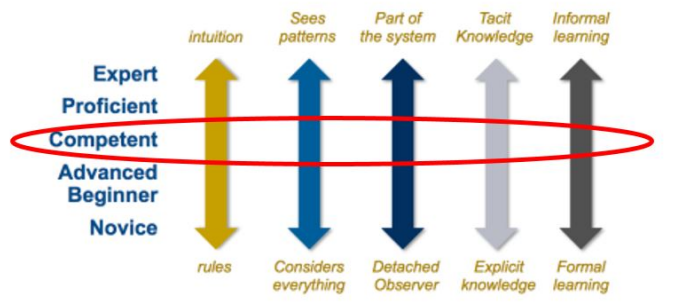 intuition
Sees
patterns
Part of
the system
Tacit
Knowledge
Informal
learning
Expert
Proficient
Competent
Advanced
Beginner
Novice
rules
Considers
everything
Detached
Observer
Explicit
knowledge
Formal
learning